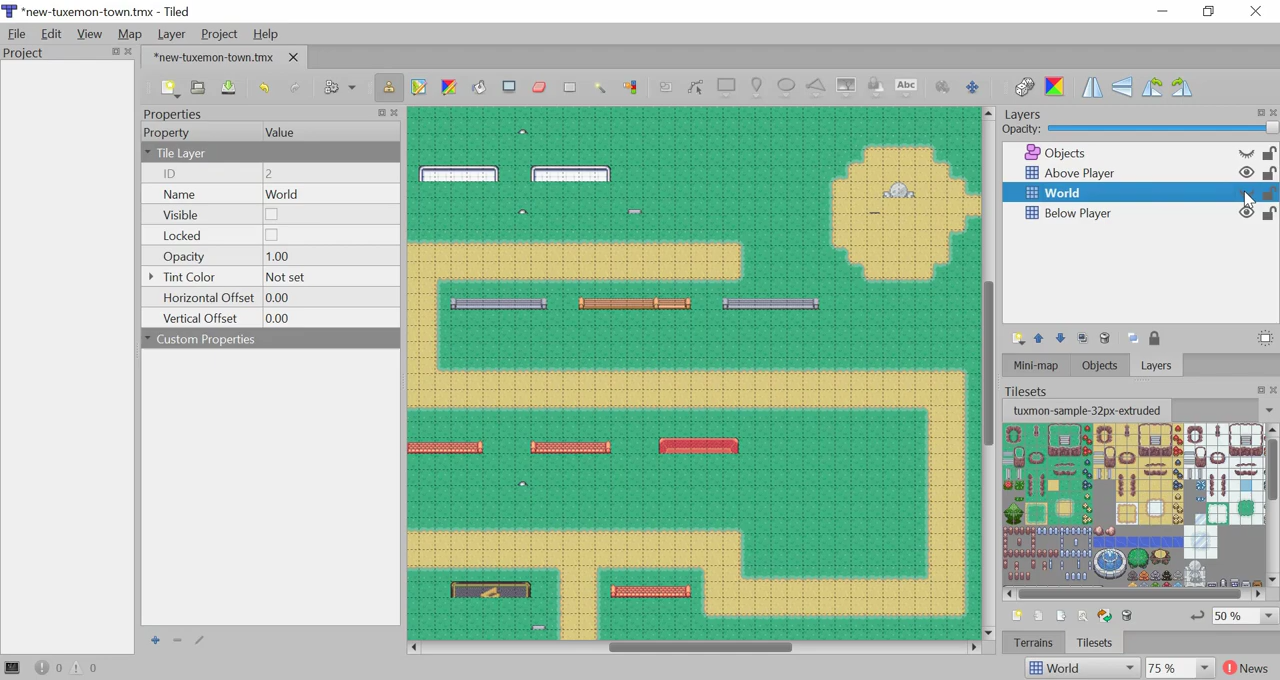 *new-tuxemon-town.tmx - Tiled
File Edit View Map Layer Project Help
Project
*new-tuxemon-town.tmx
Abc
Properties
Property Value
Tile Layer
ID 2
Name World
Visible
Locked
Opacity 1.00
Tint Color Not set
Horizontal Offset 0.00
Vertical Offset 0.00
Custom Properties
Layers
Opacity:
Objects
Above Player
World
Below Player
Mini-map Objects Layers
Tilesets
tuxmon-sample-32px-extruded
50 %
Terrains Tilesets
0 0
World 75 % News